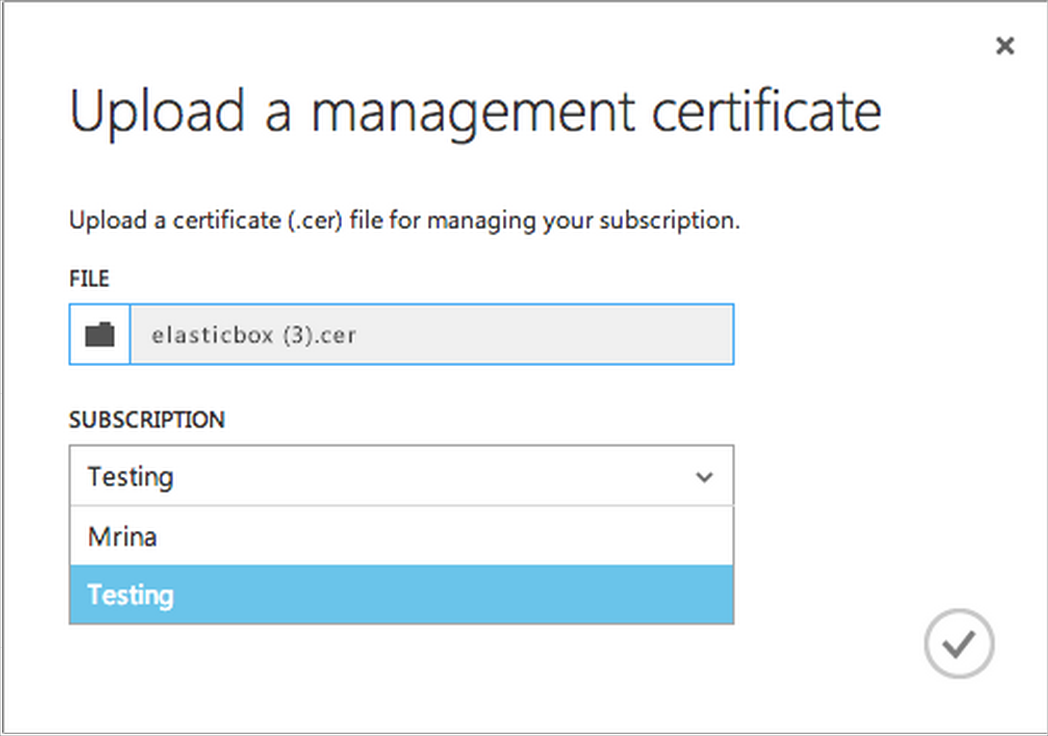 Upload a management certificate
Upload a certificate (.cer) file for managing your subscription.
FILE
elasticbox (3).cer
SUBSCRIPTION
Testing
Mrina
Testing